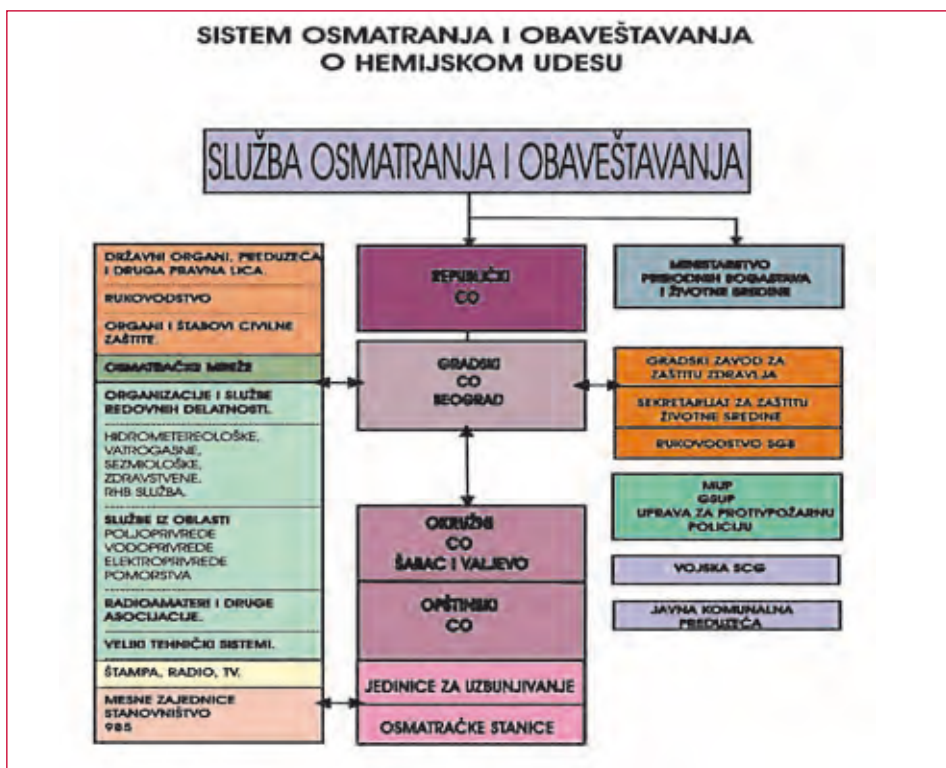 SISTEM OSMATRANJA I OBAVEŠTAVANJA
O HEMIJSKOM UDESU
SLUŽBA OSMATRANJA I OBAVEŠTAVANJA
DRŽAVNI ORGANI, PREDUZEĆA
I DRUGA PRAVNA LICA.
RUKOVODSTVO
ORGANI I ŠTABOVI CIVILNE
ZAŠTITE.
OSMATRAČKE MREŽE
ORGANIZACIJE I SLUŽBE
REDOVNIH DELATNOSTI.
HIDROMETEREOLOŠKE,
VATROGASNE,
SEZMIOLOŠKE,
ZDRAVSTVENE,
RHB SLUŽBA.
SLUŽBE IZ OBLASTI
POLJOPRIVREDE
VODOPRIVREDE
ELEKTROPRIVREDE
POMORSTVA
RADIOAMATERI I DRUGE
ASOCIJACIJE.
VELIKI TEHNIČKI SISTEMI.
ŠTAMPA, RADIO, TV.
MESNE ZAJEDNICE
STANOVNIŠTVO
985
REPUBLIČKI
CO
GRADSKI
CO
BEOGRAD
OKRUŽNI
CO
ŠABAC I VALJEVO
OPŠTINSKI
CO
JEDINICE ZA UZBUNJIVANJE
OSMATRAČKE STANICE
MINISTARSTVO
PRIRODNIH BOGASTAVA
I ŽIVOTNE SREDINE
GRADSKI ZAVOD ZA
ZAŠTITU ZDRAVLJA
SEKRETARIJAT ZA ZAŠTITU
ŽIVOTNE SREDINE
RUKOVODSTVO SGB
MUP
GSUP
UPRAVA ZA PROTIVPOŽARNU
POLICIJU
VOJSKA SCG
JAVNA KOMUNALNA
PREDUZEĆA